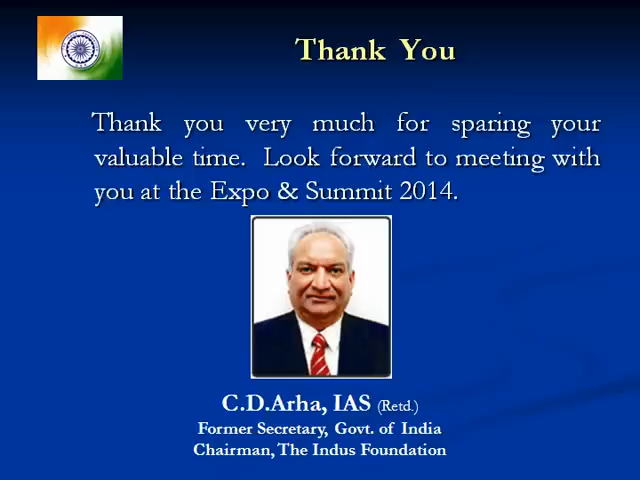 Thank You
Thank you very much for sparing your
valuable time. Look forward to meeting with
you at the Expo & Summit 2014.
C.D.Arha, IAS (Retd.)
Former Secretary, Govt. of India
Chairman, The Indus Foundation